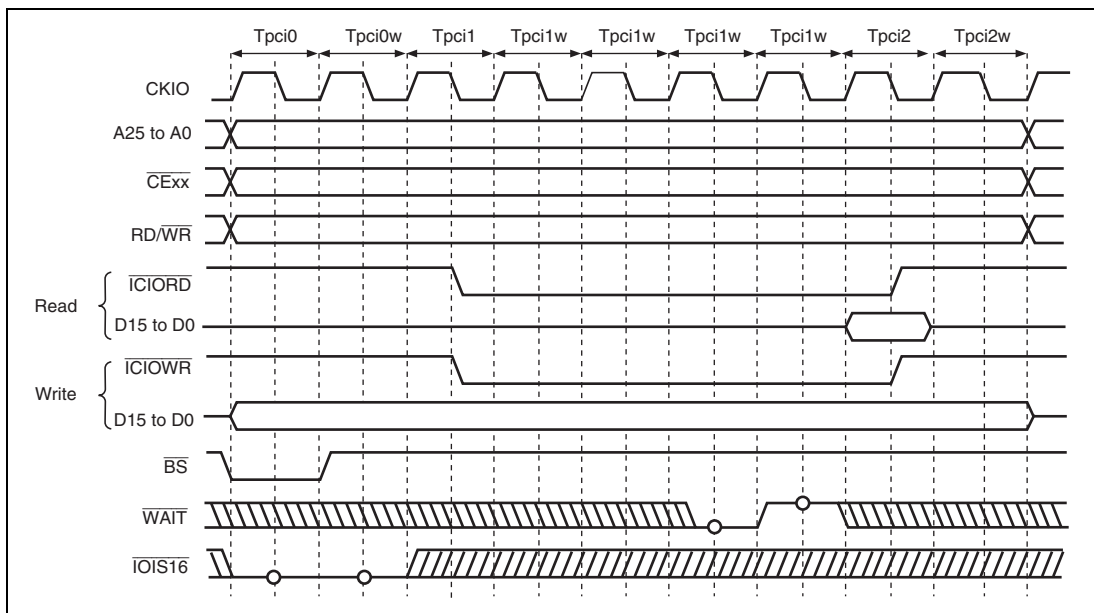 Tpci0 Tpci0w Tpci1 Tpci1w Tpci1w Tpci1w Tpci1w Tpci2 Tpci2w
CKIO
A25 to A0
CExx
RD/WR
ICIORD
Read
D15 to D0
ICIOWR
Write
D15 to D0
BS
WAIT
IOIS16